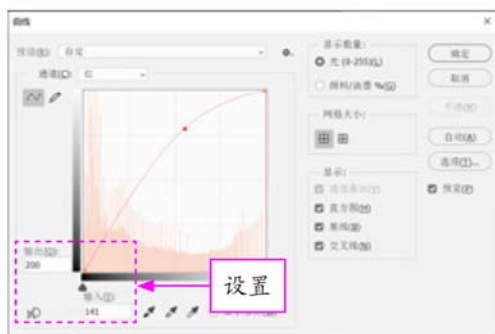 曲线
预设(R): 自定
通道(C): 红
输出(O):
200
输入(I):
141
设置
显示数量:
光 (0-255)(L)
颜料/油墨 %(G)
网格大小:
显示:
直方图(H)
基线(B)
交叉线(N)
确定
取消
自动(A)
选项(T)...
预览(P)